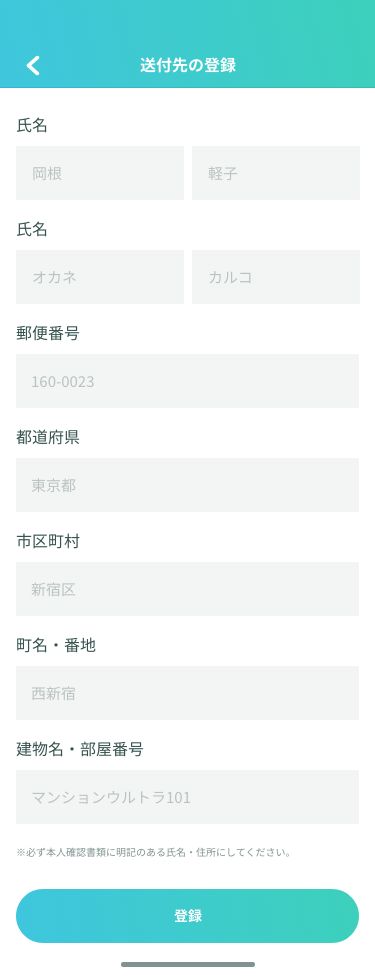 送付先の登録
氏名
岡根 軽子
氏名
オカネ カルコ
郵便番号
160-0023
都道府県
東京都
市区町村
新宿区
町名・番地
西新宿
建物名・部屋番号
マンションウルトラ101
※必ず本人確認書類に明記のある氏名・住所にしてください。
登録